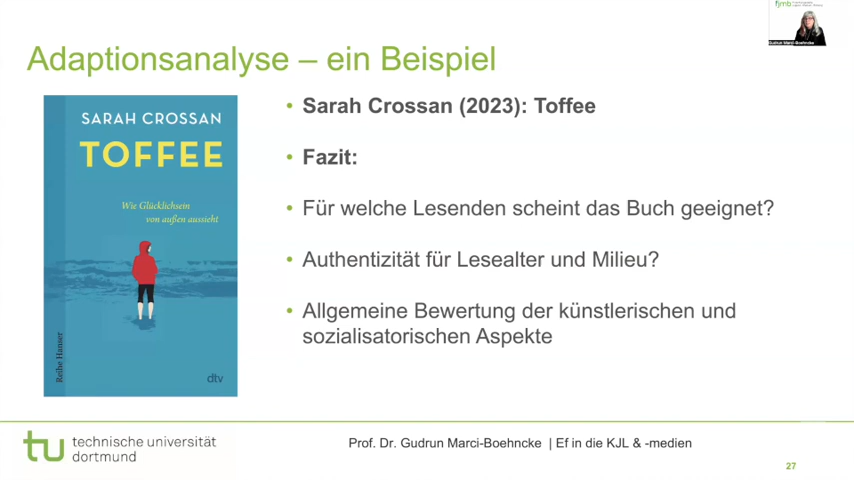 fjmb
Gudrun Marci-Boehncke
Adaptionsanalyse – ein Beispiel
SARAH CROSSAN
TOFFEE
Wie Glücklichsein
von außen aussieht
Reihe Hanser
dtv
• Sarah Crossan (2023): Toffee
• Fazit:
• Für welche Lesenden scheint das Buch geeignet?
• Authentizität für Lesealter und Milieu?
• Allgemeine Bewertung der künstlerischen und
sozialisatorischen Aspekte
tu technische universität
dortmund
Prof. Dr. Gudrun Marci-Boehncke | Ef in die KJL & -medien
27